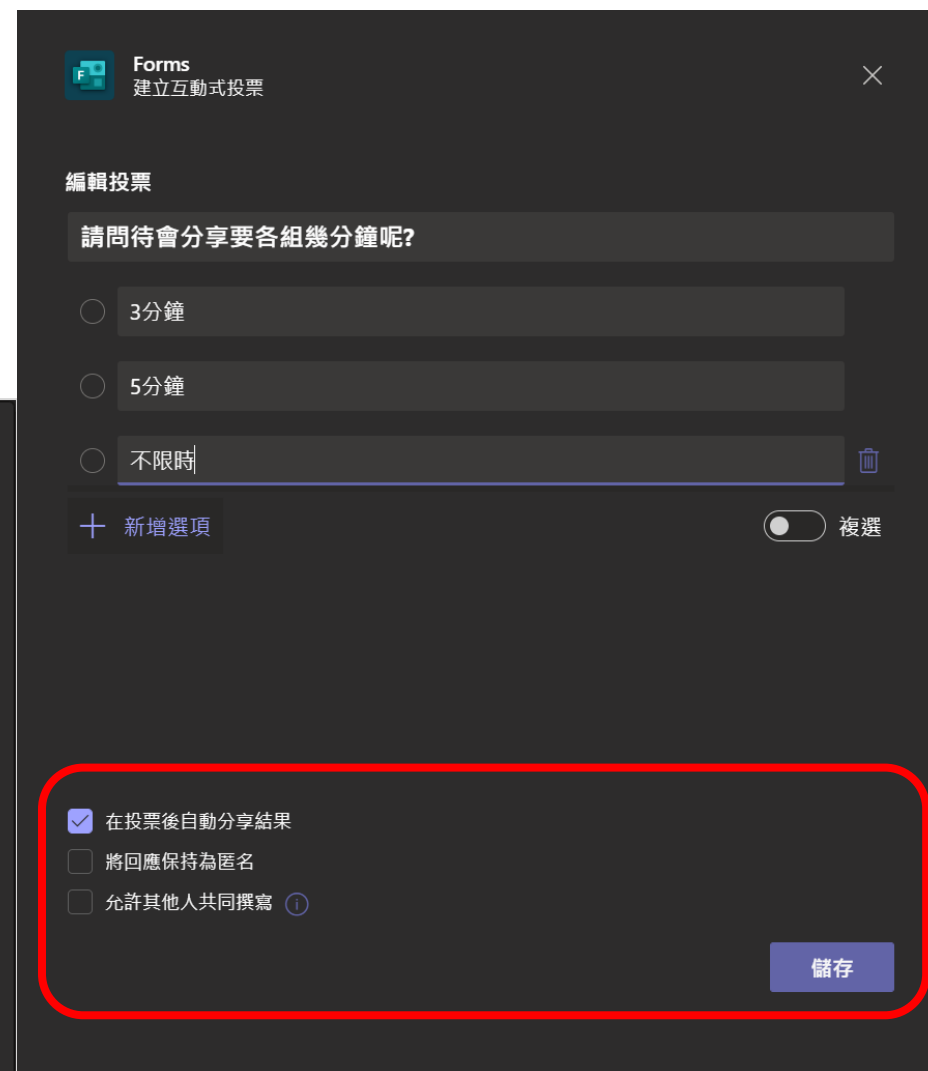 Forms
建立互動式投票
編輯投票
請問待會分享要各組幾分鐘呢?
3分鐘
5分鐘
不限時
新增選項
複選
在投票後自動分享結果
將回應保持為匿名
允許其他人共同撰寫
儲存